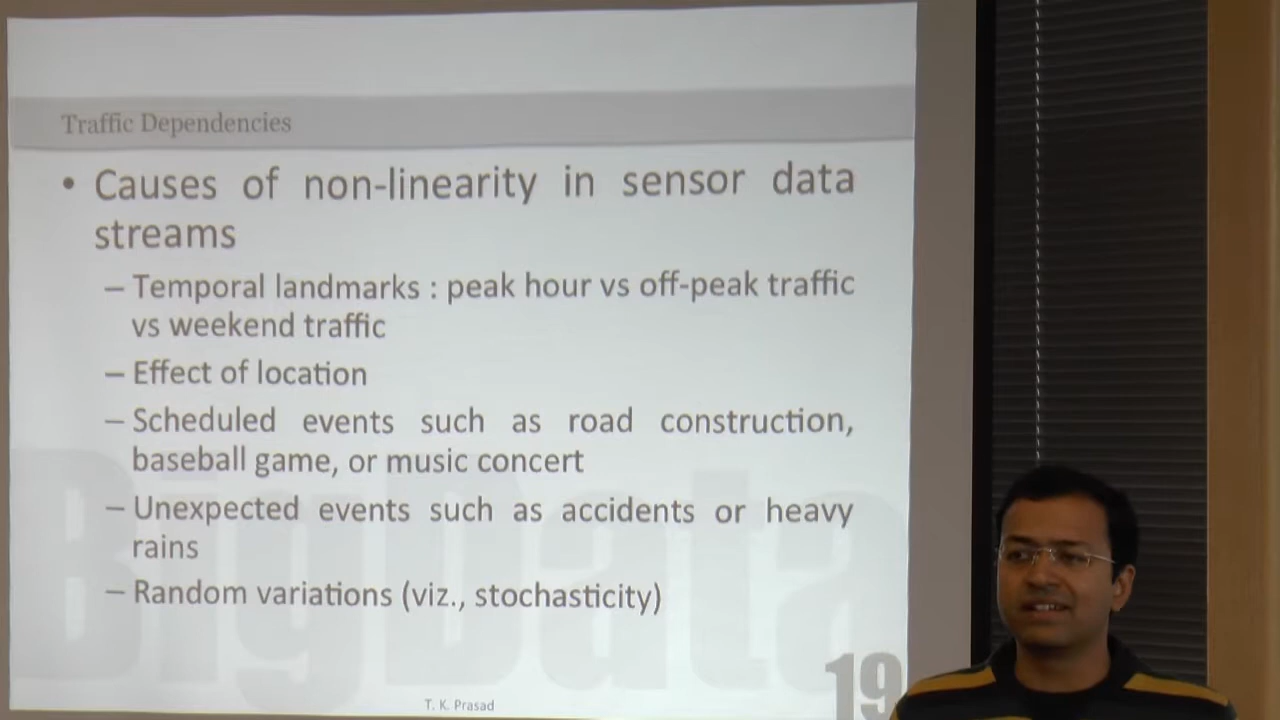 Traffic Dependencies
• Causes of non-linearity in sensor data
streams
– Temporal landmarks : peak hour vs off-peak traffic
vs weekend traffic
– Effect of location
– Scheduled events such as road construction,
baseball game, or music concert
– Unexpected events such as accidents or heavy
rains
– Random variations (viz., stochasticity)
BigData
19
T. K. Prasad